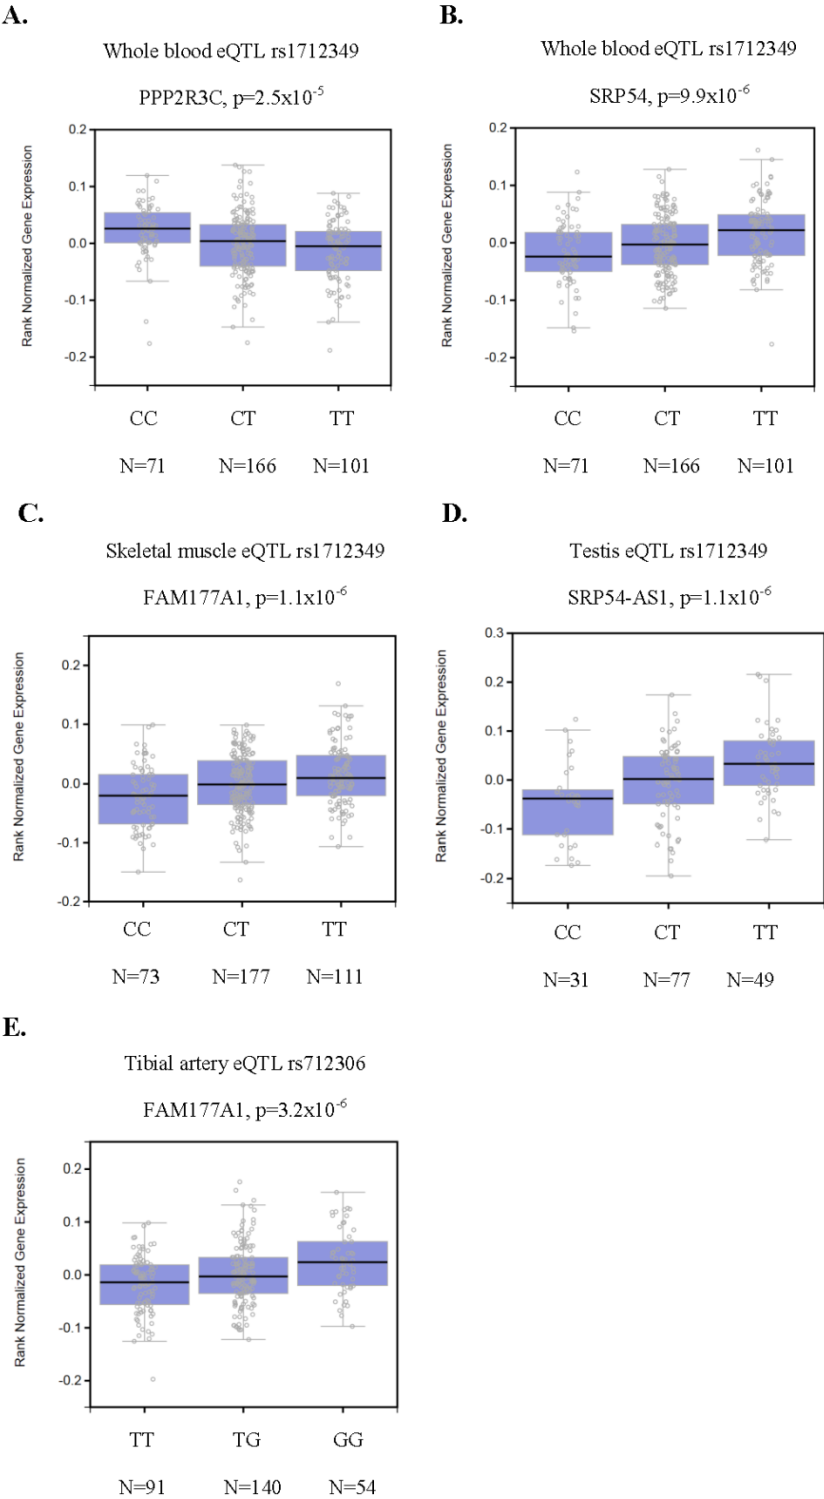 A.
Whole blood eQTL rs1712349
PPP2R3C, p=2.5x10⁻⁵
Rank Normalized Gene Expression
0.2
0.1
0.0
-0.1
-0.2
CC CT TT
N=71 N=166 N=101
B.
Whole blood eQTL rs1712349
SRP54, p=9.9x10⁻⁶
Rank Normalized Gene Expression
0.2
0.1
0.0
-0.1
-0.2
CC CT TT
N=71 N=166 N=101
C.
Skeletal muscle eQTL rs1712349
FAM177A1, p=1.1x10⁻⁶
Rank Normalized Gene Expression
0.2
0.1
0.0
-0.1
-0.2
CC CT TT
N=73 N=177 N=111
D.
Testis eQTL rs1712349
SRP54-AS1, p=1.1x10⁻⁶
Rank Normalized Gene Expression
0.3
0.2
0.1
0.0
-0.1
-0.2
CC CT TT
N=31 N=77 N=49
E.
Tibial artery eQTL rs712306
FAM177A1, p=3.2x10⁻⁶
Rank Normalized Gene Expression
0.2
0.1
0.0
-0.1
-0.2
TT TG GG
N=91 N=140 N=54